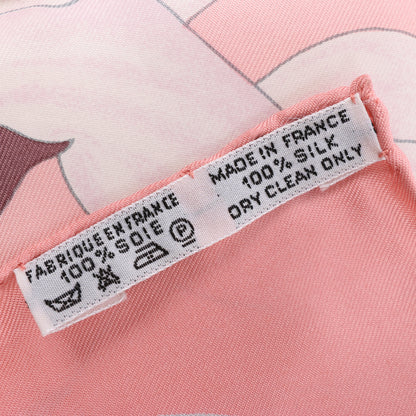 FABRIQUE EN FRANCE
100% SOIE
P
MADE IN FRANCE
100% SILK
DRY CLEAN ONLY